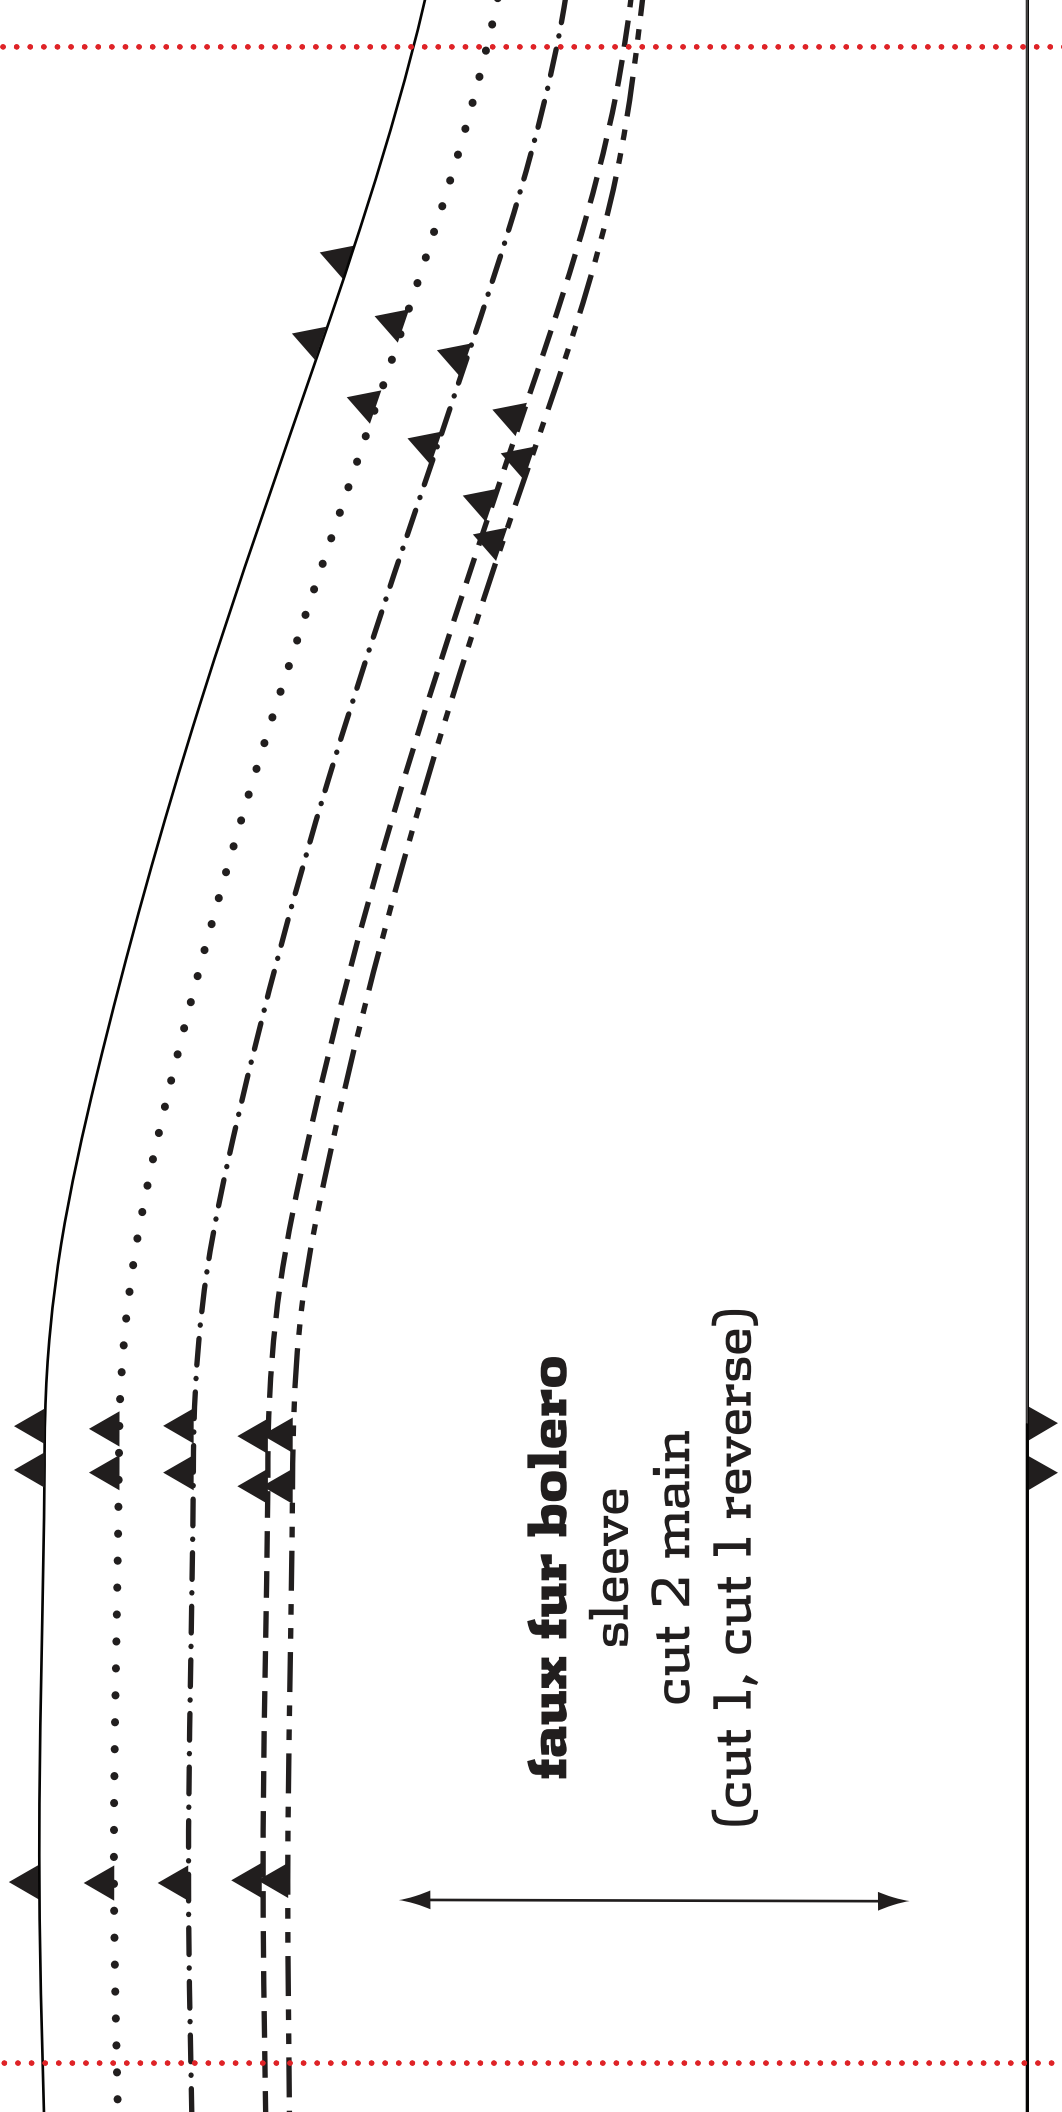 faux fur bolero
sleeve
cut 2 main
(cut 1, cut 1 reverse)